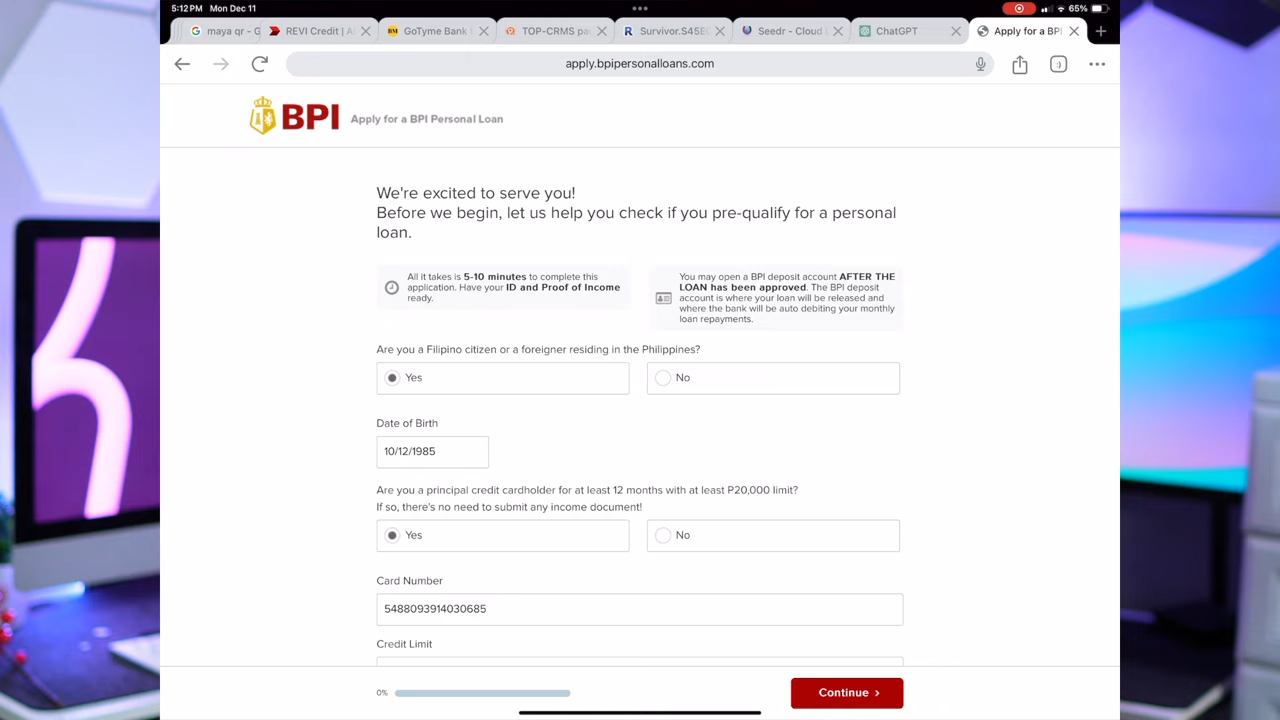 5:12 PM Mon Dec 11
65%
maya qr - G
REVI Credit | A
GoTyme Bank
TOP-CRMS pa
Survivor.S45E
Seedr - Cloud
ChatGPT
Apply for a BPI
apply.bpipersonalloans.com
BPI Apply for a BPI Personal Loan
We're excited to serve you!
Before we begin, let us help you check if you pre-qualify for a personal
loan.
All it takes is 5-10 minutes to complete this
application. Have your ID and Proof of Income
ready.
You may open a BPI deposit account AFTER THE
LOAN has been approved. The BPI deposit
account is where your loan will be released and
where the bank will be auto debiting your monthly
loan repayments.
Are you a Filipino citizen or a foreigner residing in the Philippines?
Yes
No
Date of Birth
10/12/1985
Are you a principal credit cardholder for at least 12 months with at least P20,000 limit?
If so, there's no need to submit any income document!
Yes
No
Card Number
5488093914030685
Credit Limit
0%
Continue